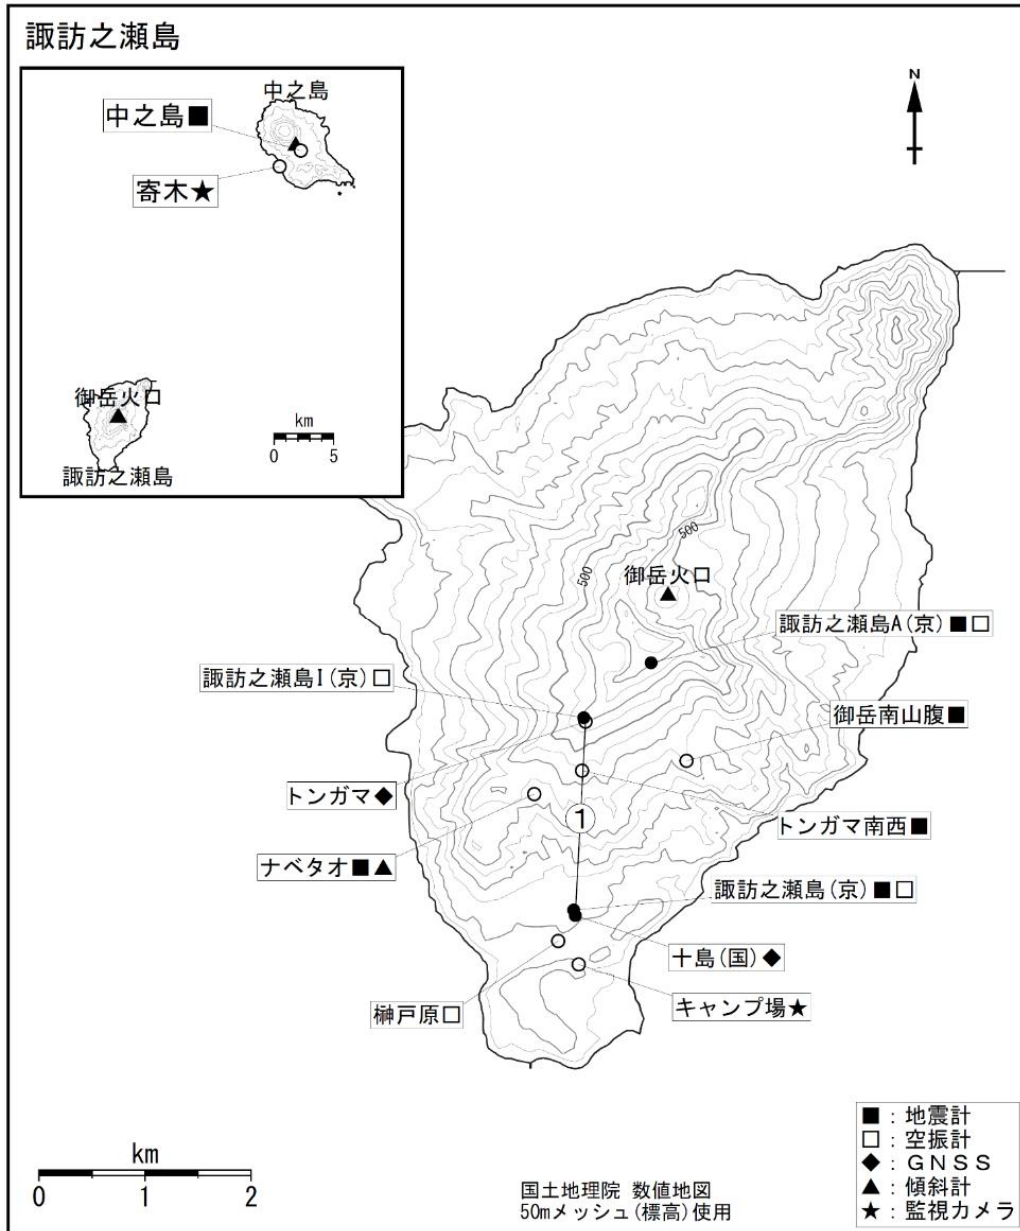 諏訪之瀬島
中之島
中之島■
寄木★
御岳火口
諏訪之瀬島
km
0 5
N
500
500
御岳火口
諏訪之瀬島A(京)■□
諏訪之瀬島I(京)□
御岳南山腹■
トンガマ◆
①
トンガマ南西■
ナベタオ■▲
諏訪之瀬島(京)■□
十島(国)◆
榊戸原□
キャンプ場★
km
0 1 2
国土地理院 数値地図
50mメッシュ(標高)使用
■:地震計
□:空振計
◆:GNSS
▲:傾斜計
★:監視カメラ